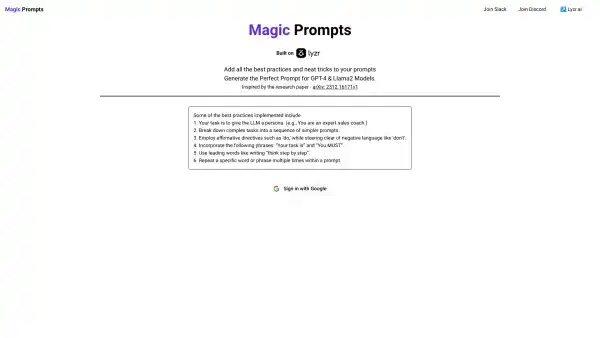 Magic Prompts
Join Slack Join Discord Lyzr.ai
Magic Prompts
Built on lyzr
Add all the best practices and neat tricks to your prompts
Generate the Perfect Prompt for GPT-4 & Llama2 Models.
Inspired by the research paper - arXiv: 2312.16171v1
Some of the best practices implemented include
1. Your task is to give the LLM a persona. (e.g., You are an expert sales coach.)
2. Break down complex tasks into a sequence of simpler prompts.
3. Employ affirmative directives such as 'do,' while steering clear of negative language like 'don't'.
4. Incorporate the following phrases: "Your task is" and "You MUST".
5. Use leading words like writing "think step by step".
6. Repeat a specific word or phrase multiple times within a prompt.
Sign in with Google